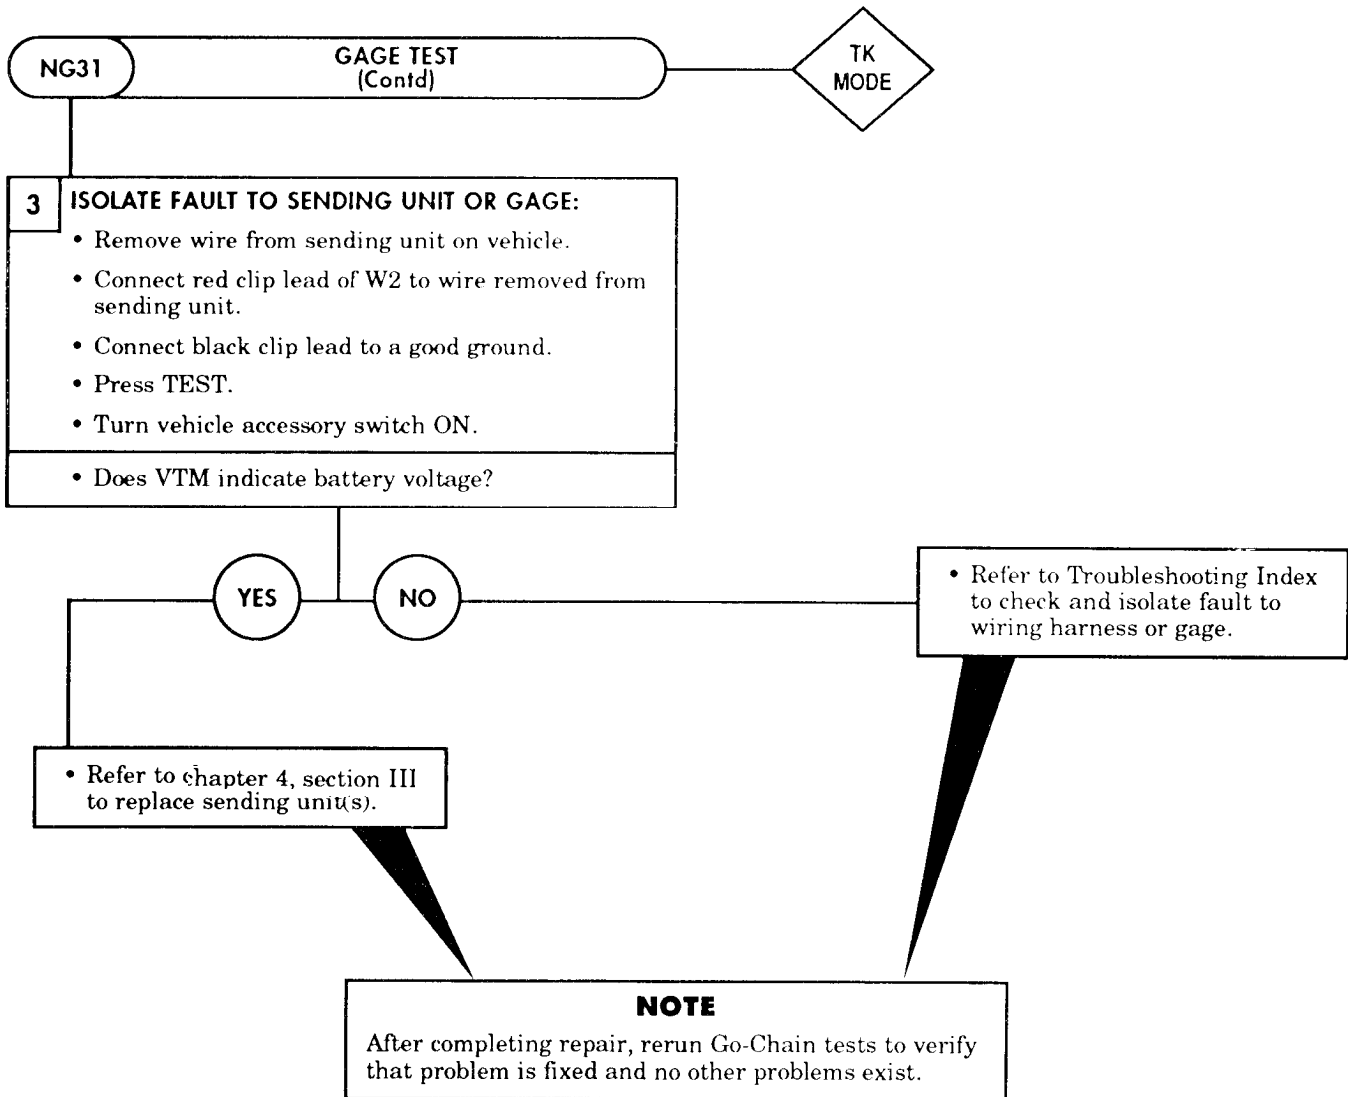 NG31
GAGE TEST
(Contd)
TK
MODE
3
ISOLATE FAULT TO SENDING UNIT OR GAGE:
• Remove wire from sending unit on vehicle.
• Connect red clip lead of W2 to wire removed from
sending unit.
• Connect black clip lead to a good ground.
• Press TEST.
• Turn vehicle accessory switch ON.
• Does VTM indicate battery voltage?
YES
NO
• Refer to Troubleshooting Index
to check and isolate fault to
wiring harness or gage.
• Refer to chapter 4, section III
to replace sending unit(s).
NOTE
After completing repair, rerun Go-Chain tests to verify
that problem is fixed and no other problems exist.